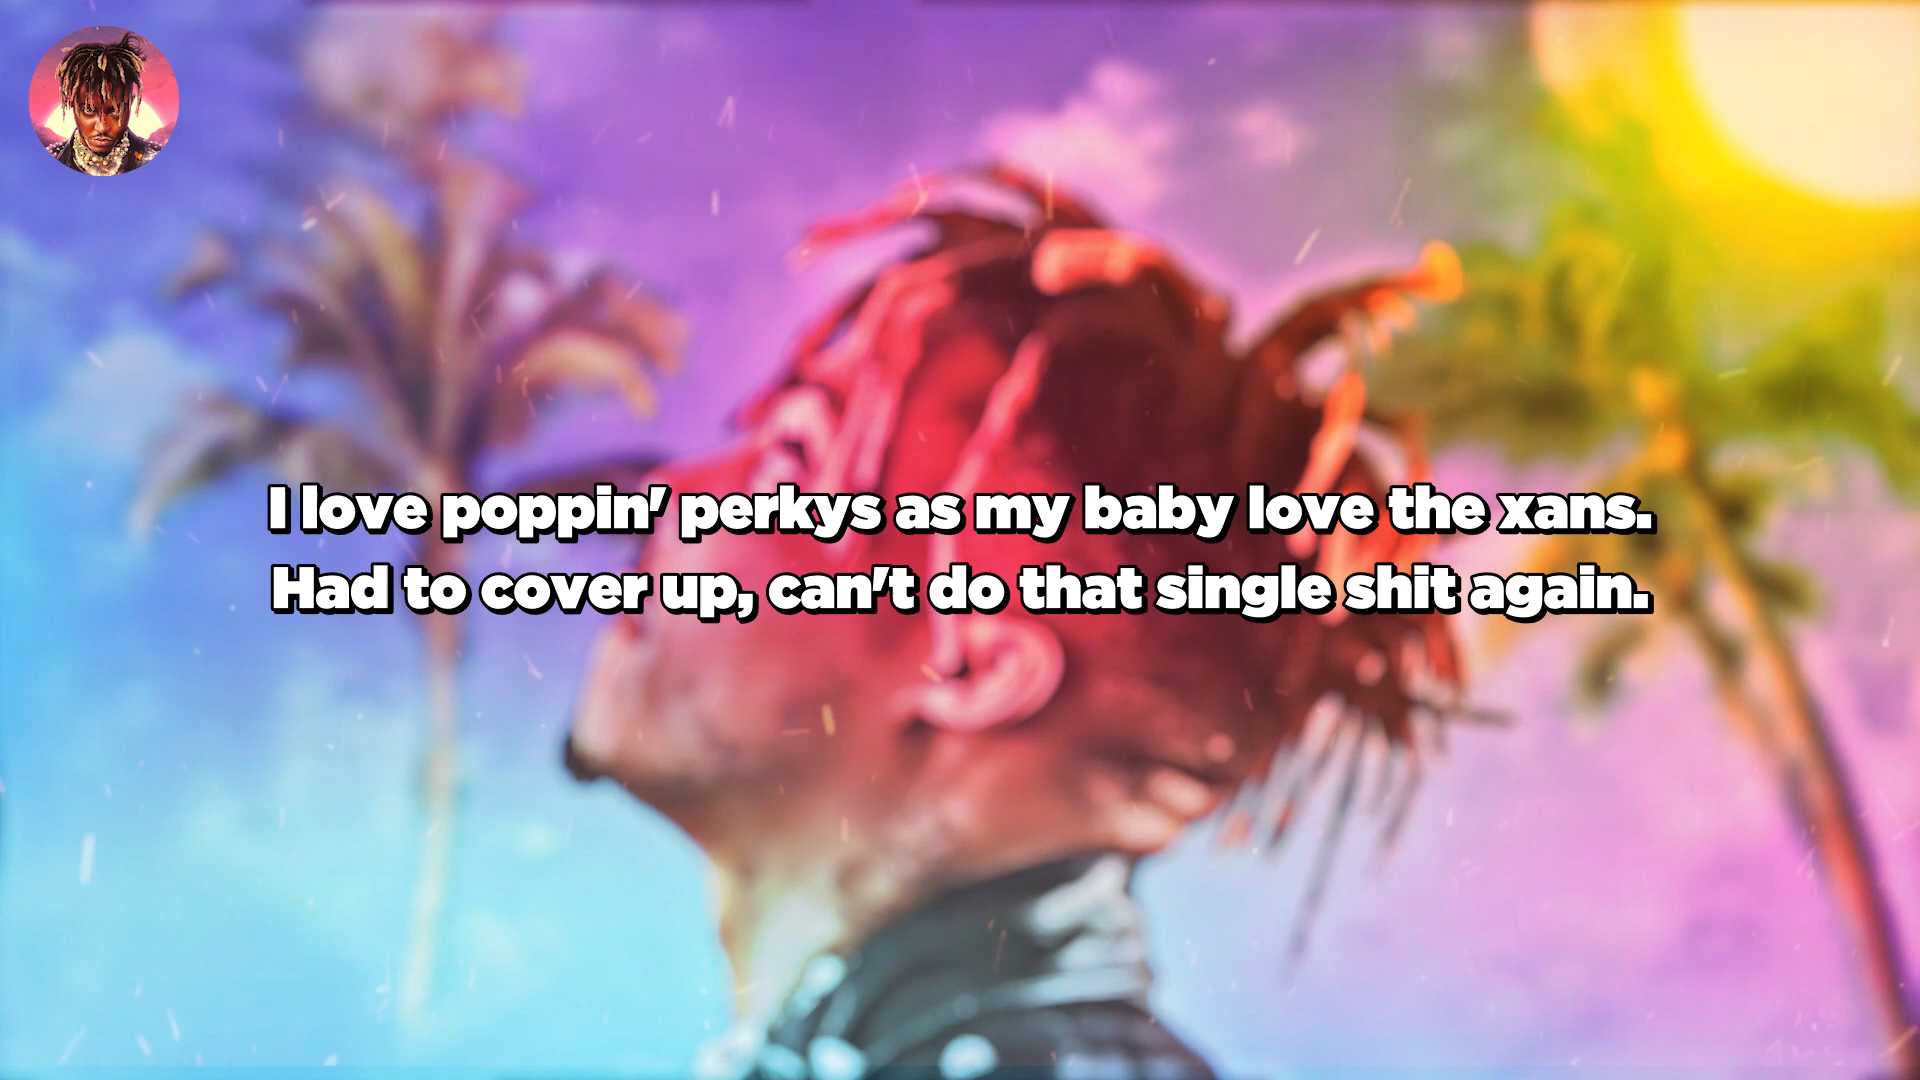 I love poppin' perkys as my baby love the xans.
Had to cover up, can't do that single shit again.